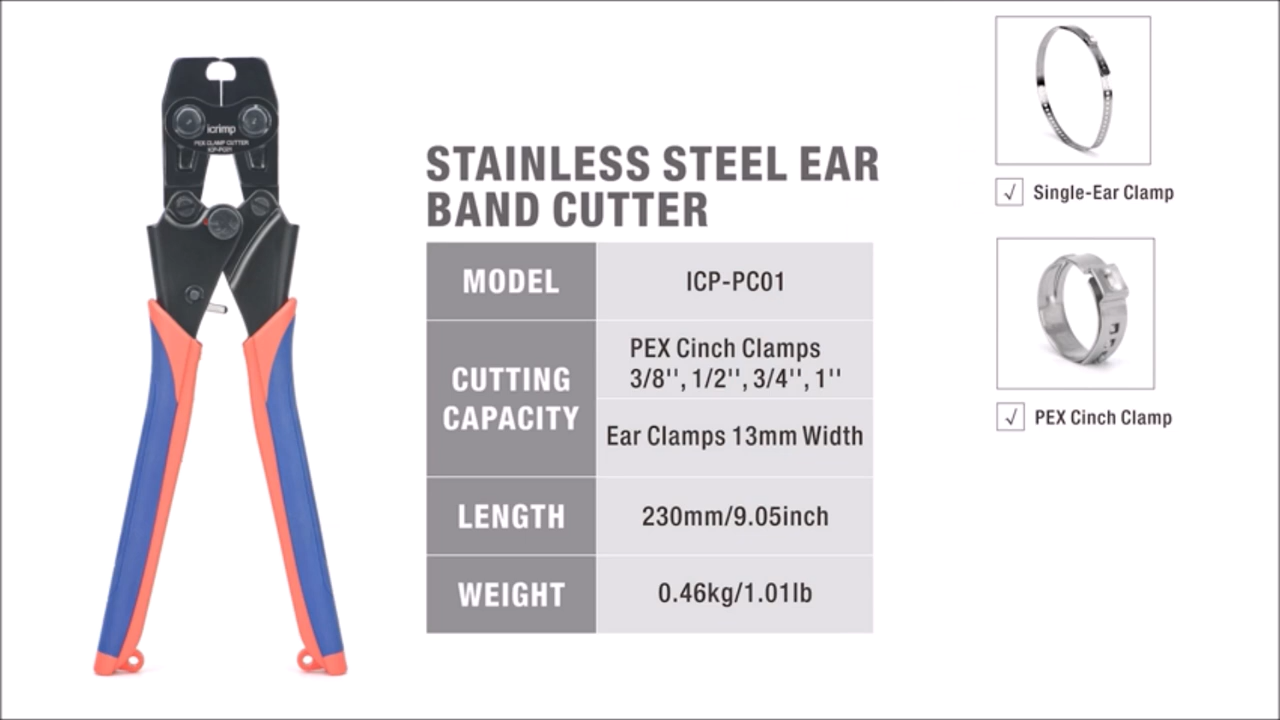 icrimp
PEX CLAMP CUTTER
ICP-PC01
STAINLESS STEEL EAR
BAND CUTTER
MODEL
ICP-PC01
CUTTING
CAPACITY
PEX Cinch Clamps
3/8'', 1/2'', 3/4'', 1''
Ear Clamps 13mm Width
LENGTH
230mm/9.05inch
WEIGHT
0.46kg/1.01lb
√ Single-Ear Clamp
√ PEX Cinch Clamp